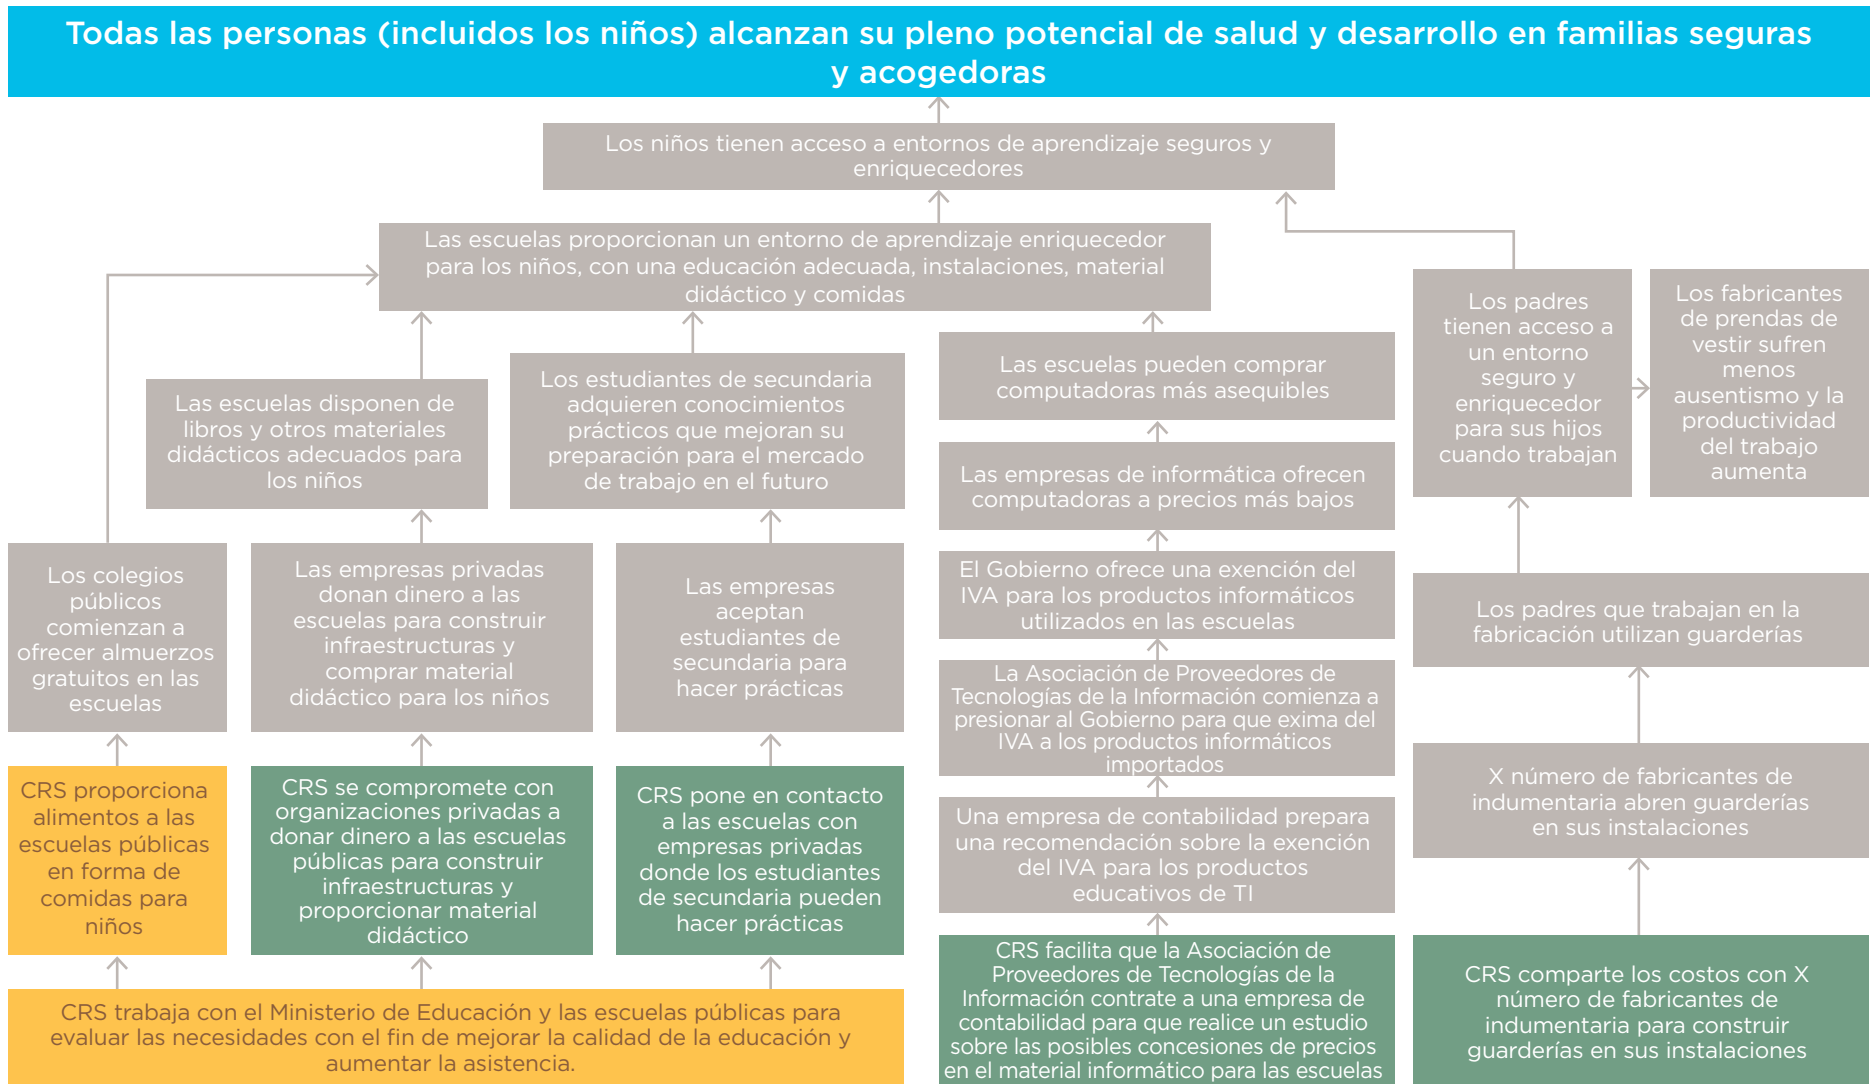 Todas las personas (incluidos los niños) alcanzan su pleno potencial de salud y desarrollo en familias seguras
y acogedoras
Los niños tienen acceso a entornos de aprendizaje seguros y
enriquecedores
Las escuelas proporcionan un entorno de aprendizaje enriquecedor
para los niños, con una educación adecuada, instalaciones, material
didáctico y comidas
Los padres
tienen acceso a
un entorno
seguro y
enriquecedor
para sus hijos
cuando trabajan
Los fabricantes
de prendas de
vestir sufren
menos
ausentismo y la
productividad
del trabajo
aumenta
Las escuelas disponen de
libros y otros materiales
didácticos adecuados para
los niños
Los estudiantes de secundaria
adquieren conocimientos
prácticos que mejoran su
preparación para el mercado
de trabajo en el futuro
Las escuelas pueden comprar
computadoras más asequibles
Las empresas de informática ofrecen
computadoras a precios más bajos
Los colegios
públicos
comienzan a
ofrecer almuerzos
gratuitos en las
escuelas
Las empresas privadas
donan dinero a las
escuelas para construir
infraestructuras y
comprar material
didáctico para los niños
Las empresas
aceptan
estudiantes de
secundaria para
hacer prácticas
El Gobierno ofrece una exención del
IVA para los productos informáticos
utilizados en las escuelas
Los padres que trabajan en la
fabricación utilizan guarderías
La Asociación de Proveedores de
Tecnologías de la Información comienza a
presionar al Gobierno para que exima del
IVA a los productos informáticos
importados
X número de fabricantes de
indumentaria abren guarderías
en sus instalaciones
CRS proporciona
alimentos a las
escuelas públicas
en forma de
comidas para
niños
CRS se compromete con
organizaciones privadas a
donar dinero a las escuelas
públicas para construir
infraestructuras y
proporcionar material
didáctico
CRS pone en contacto
a las escuelas con
empresas privadas
donde los estudiantes
de secundaria pueden
hacer prácticas
Una empresa de contabilidad prepara
una recomendación sobre la exención
del IVA para los productos
educativos de TI
CRS trabaja con el Ministerio de Educación y las escuelas públicas para
evaluar las necesidades con el fin de mejorar la calidad de la educación y
aumentar la asistencia.
CRS facilita que la Asociación de
Proveedores de Tecnologías de la
Información contrate a una empresa de
contabilidad para que realice un estudio
sobre las posibles concesiones de precios
en el material informático para las escuelas
CRS comparte los costos con X
número de fabricantes de
indumentaria para construir
guarderías en sus instalaciones